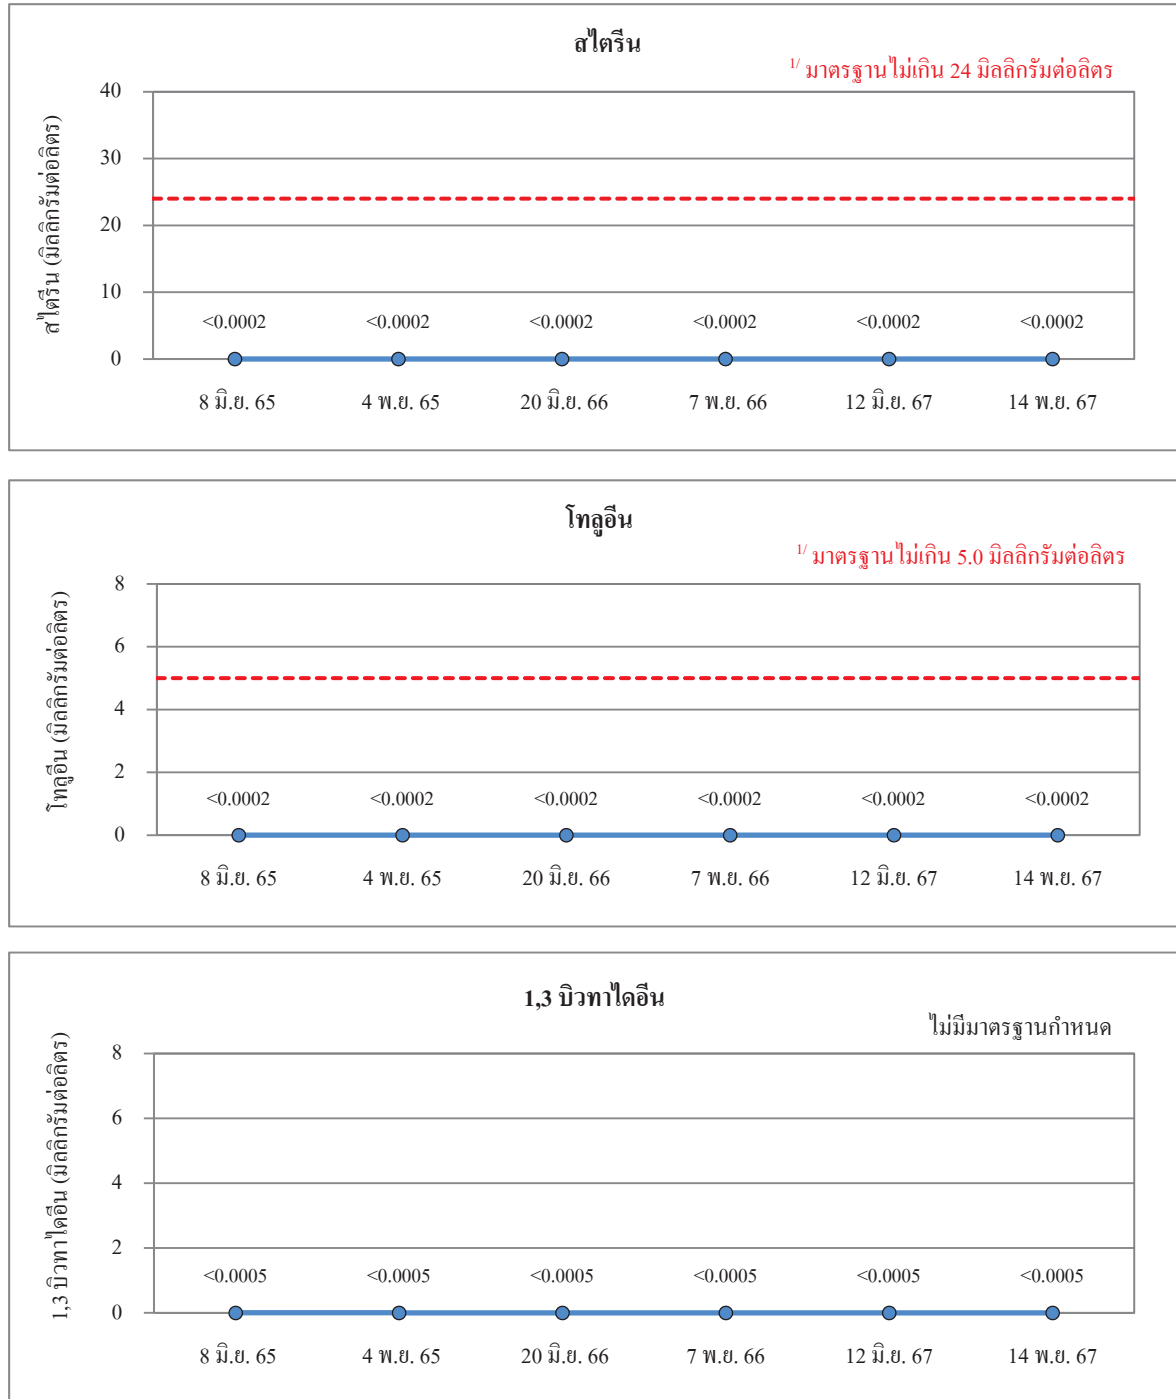 สไตรีน
1/ มาตรฐานไม่เกิน 24 มิลลิกรัมต่อลิตร
สไตรีน (มิลลิกรัมต่อลิตร)
40
30
20
10
0
<0.0002 <0.0002 <0.0002 <0.0002 <0.0002 <0.0002
8 มิ.ย. 65 4 พ.ย. 65 20 มิ.ย. 66 7 พ.ย. 66 12 มิ.ย. 67 14 พ.ย. 67
โทลูอีน
1/ มาตรฐานไม่เกิน 5.0 มิลลิกรัมต่อลิตร
โทลูอีน (มิลลิกรัมต่อลิตร)
8
6
4
2
0
<0.0002 <0.0002 <0.0002 <0.0002 <0.0002 <0.0002
8 มิ.ย. 65 4 พ.ย. 65 20 มิ.ย. 66 7 พ.ย. 66 12 มิ.ย. 67 14 พ.ย. 67
1,3 บิวทาไดอีน
ไม่มีมาตรฐานกำหนด
1,3 บิวทาไดอีน (มิลลิกรัมต่อลิตร)
8
6
4
2
0
<0.0005 <0.0005 <0.0005 <0.0005 <0.0005 <0.0005
8 มิ.ย. 65 4 พ.ย. 65 20 มิ.ย. 66 7 พ.ย. 66 12 มิ.ย. 67 14 พ.ย. 67